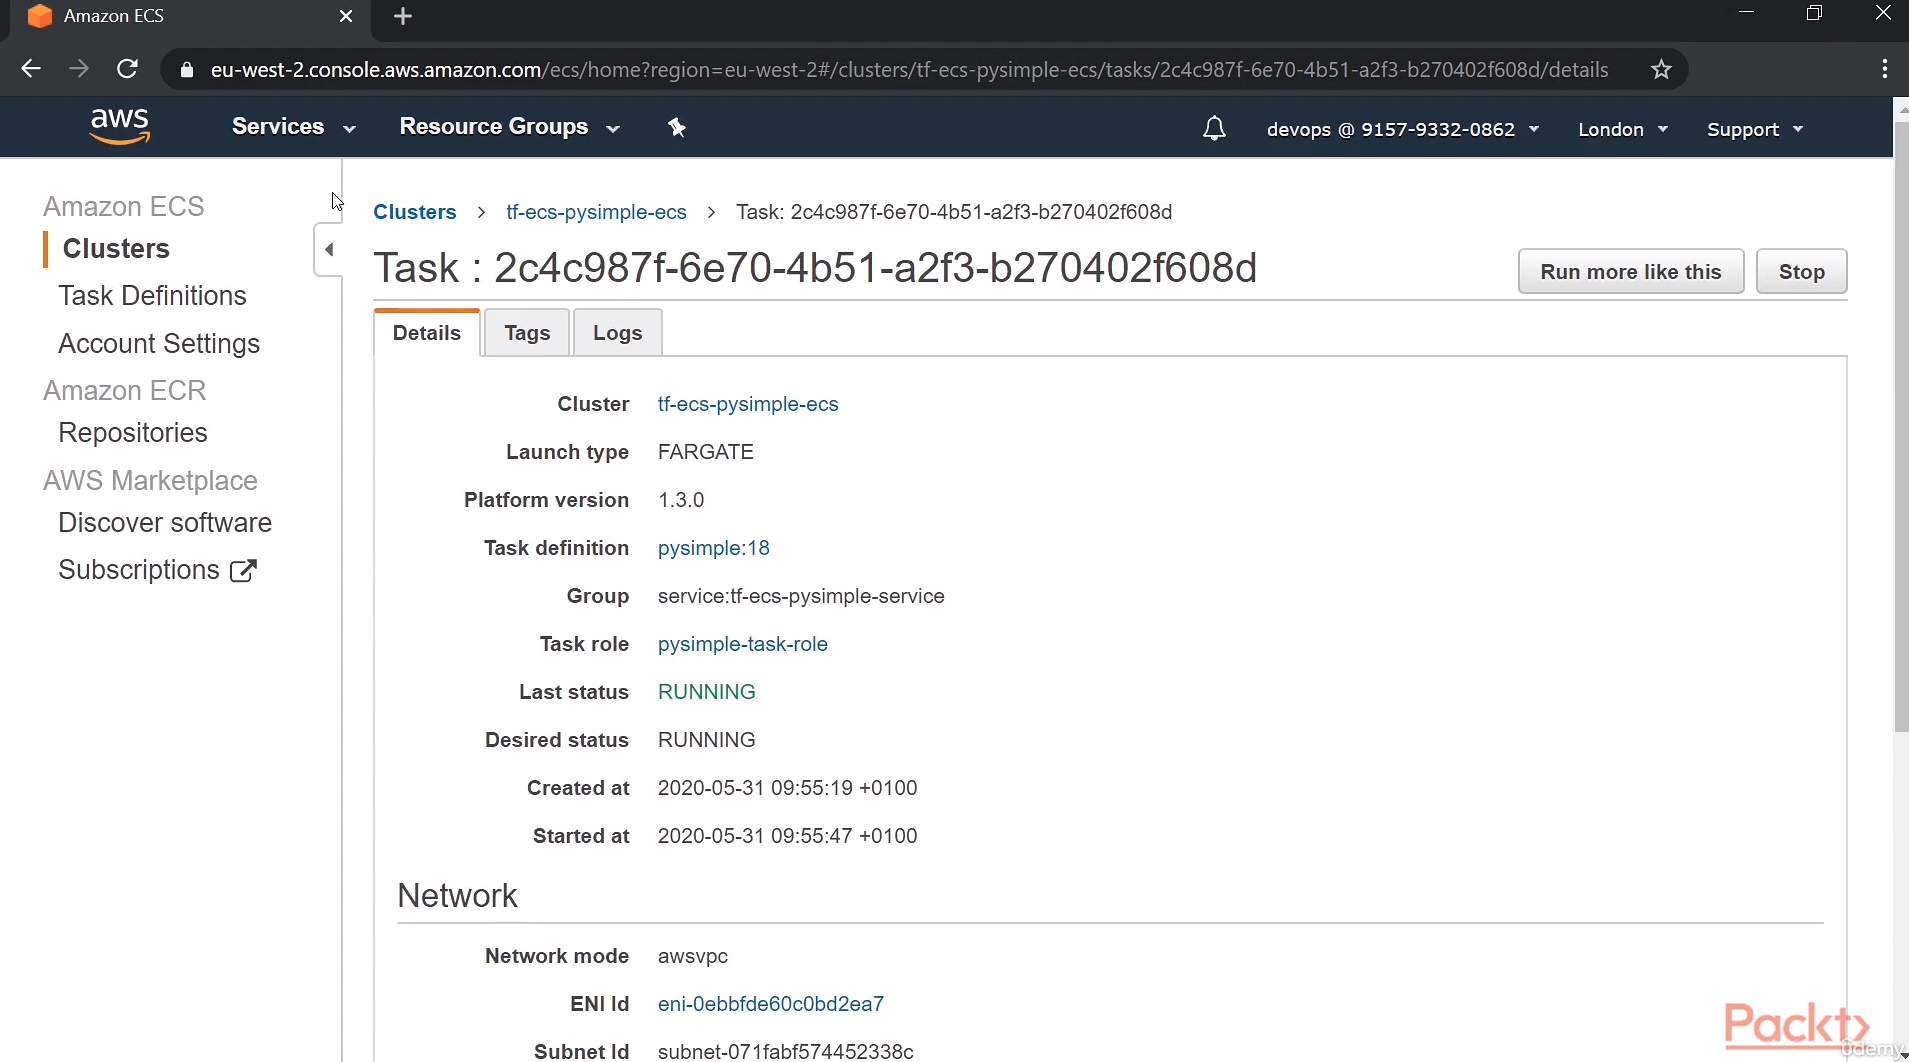 Amazon ECS
eu-west-2.console.aws.amazon.com/ecs/home?region=eu-west-2#/clusters/tf-ecs-pysimple-ecs/tasks/2c4c987f-6e70-4b51-a2f3-b270402f608d/details
aws Services Resource Groups devops @ 9157-9332-0862 London Support
Amazon ECS
Clusters
Task Definitions
Account Settings
Amazon ECR
Repositories
AWS Marketplace
Discover software
Subscriptions
Clusters > tf-ecs-pysimple-ecs > Task: 2c4c987f-6e70-4b51-a2f3-b270402f608d
Task : 2c4c987f-6e70-4b51-a2f3-b270402f608d
Run more like this Stop
Details Tags Logs
Cluster tf-ecs-pysimple-ecs
Launch type FARGATE
Platform version 1.3.0
Task definition pysimple:18
Group service:tf-ecs-pysimple-service
Task role pysimple-task-role
Last status RUNNING
Desired status RUNNING
Created at 2020-05-31 09:55:19 +0100
Started at 2020-05-31 09:55:47 +0100
Network
Network mode awsvpc
ENI Id eni-0ebbfde60c0bd2ea7
Subnet Id subnet-071fabf574452338c
Packt>
ûdemy